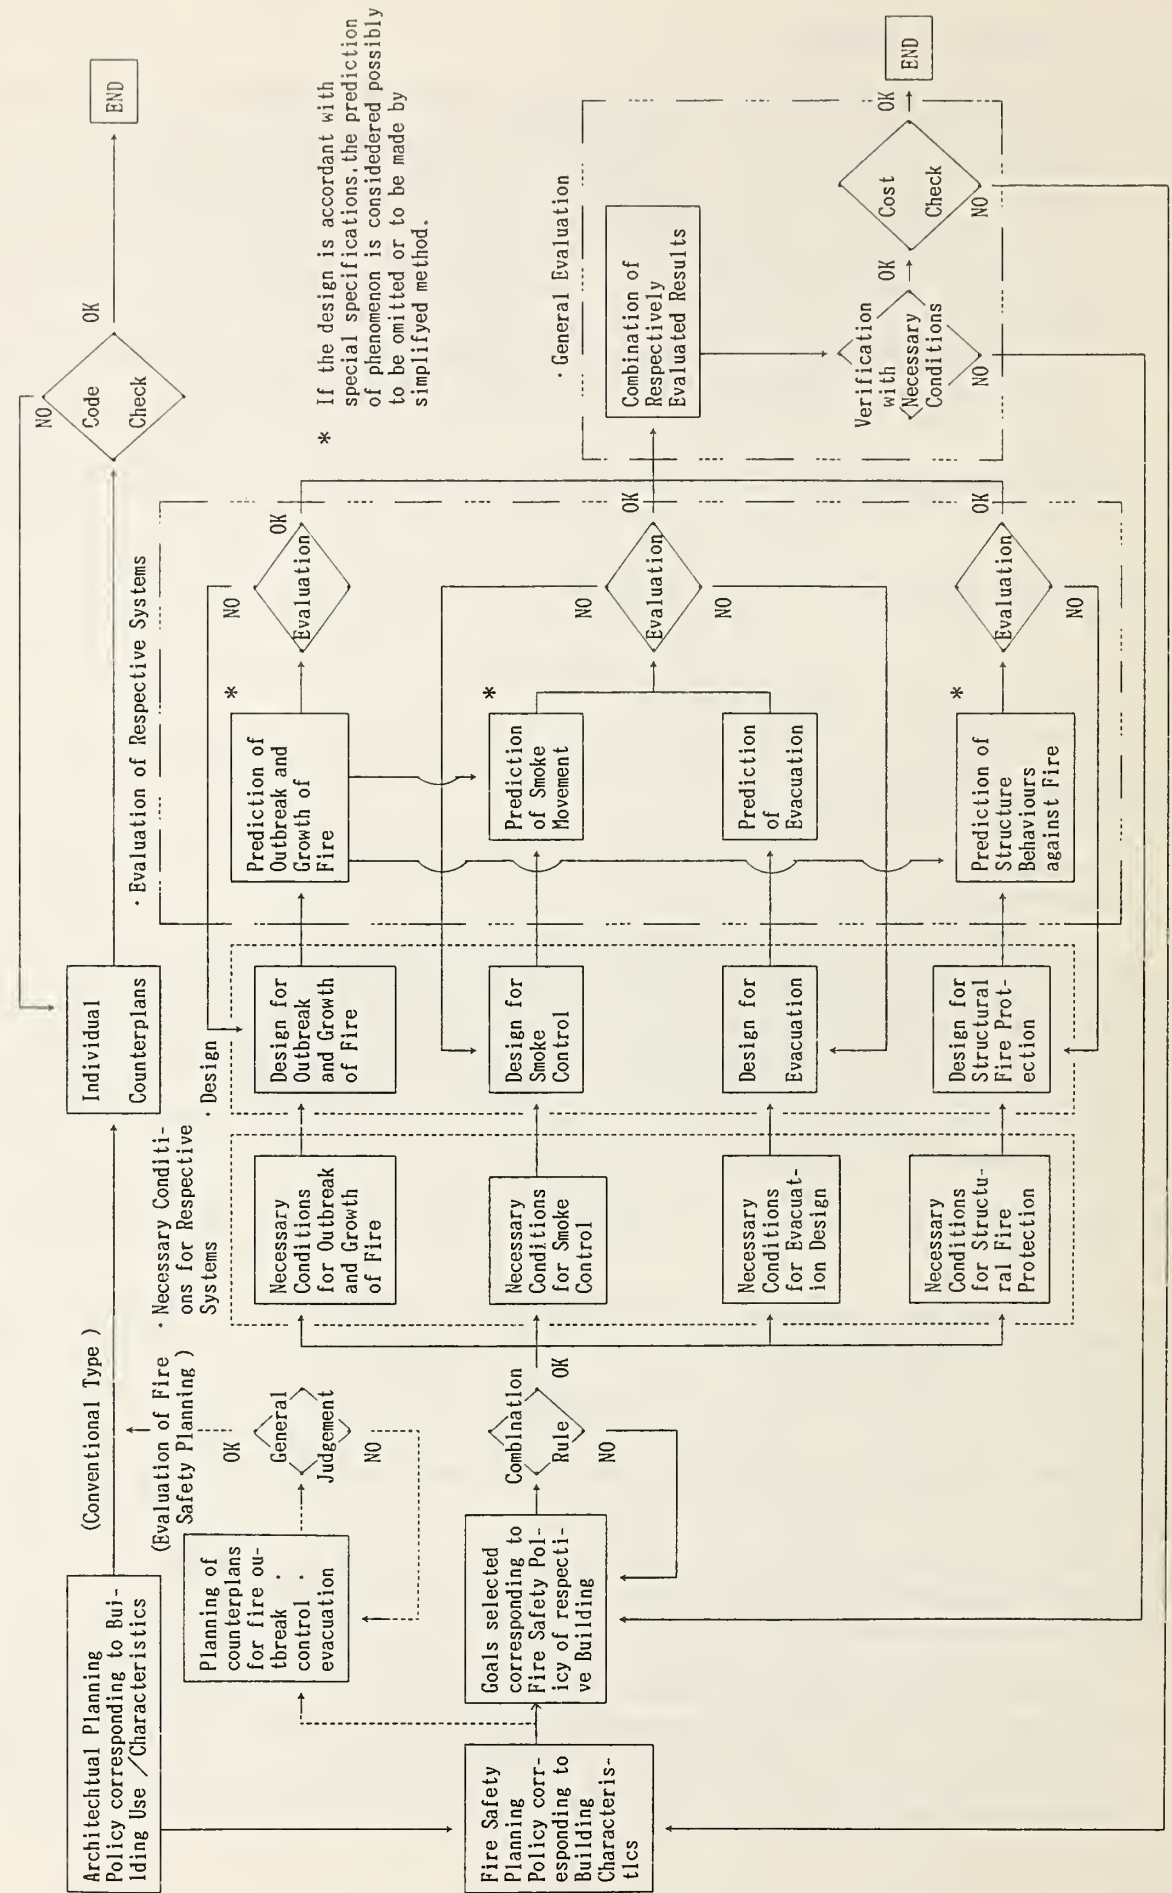 Architechtual Planning
Policy corresponding to Bui-
lding Use /Characteristics
(Conventional Type )
Individual
Counterplans
NO
Code
Check
OK
END
(Evaluation of Fire
Safety Planning )
Planning of
counterplans
for fire ou-
tbreak ·
control ·
evacuation
OK
General
Judgement
NO
Fire Safety
Planning
Policy corr-
esponding to
Building
Characteris-
tics
Goals selected
corresponding to
Fire Safety Pol-
icy of respecti-
ve Building
Combination
Rule
OK
NO
· Necessary Conditi-
ons for Respective
Systems
Necessary
Conditions
for Outbreak
and Growth
of Fire
Necessary
Conditions
for Smoke
Control
Necessary
Conditions
for Evacuat-
ion Design
Necessary
Conditions
for Structu-
ral Fire
Protection
· Design
Design for
Outbreak
and Growth
of Fire
Design for
Smoke
Control
Design for
Evacuation
Design for
Structural
Fire Prot-
ection
· Evaluation of Respective Systems
Prediction of
Outbreak and
Growth of
Fire
*
Prediction
of Smoke
Movement
*
Prediction
of
Evacuation
Prediction of
Structure
Behaviours
against Fire
*
NO
Evaluation
OK
NO
Evaluation
OK
NO
Evaluation
OK
NO
* If the design is accordant with
special specifications,the prediction
of phenomenon is considedered possibly
to be omitted or to be made by
simplifyed method.
· General Evaluation
Combination of
Respectively
Evaluated Results
Verification
with
Necessary
Conditions
OK
NO
Cost
Check
OK
NO
END